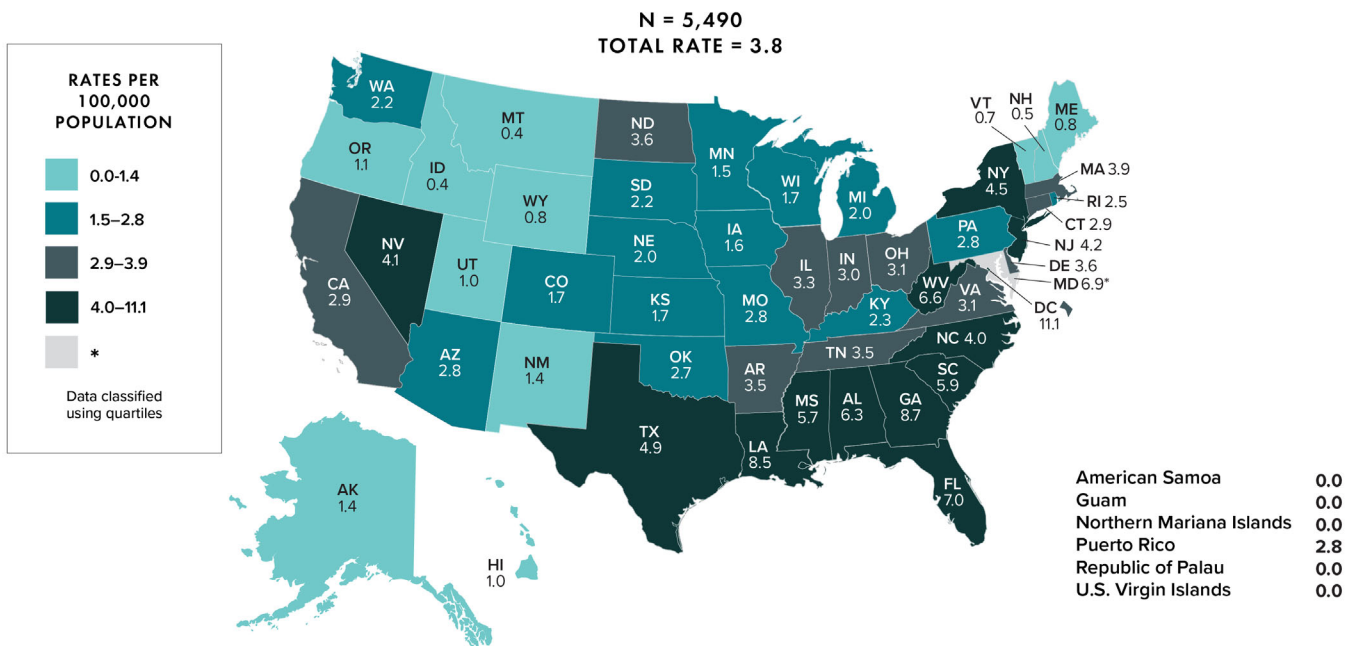 N = 5,490
TOTAL RATE = 3.8
RATES PER
100,000
POPULATION
0.0-1.4
1.5–2.8
2.9–3.9
4.0–11.1
*
Data classified
using quartiles
WA
2.2
OR
1.1
ID
0.4
MT
0.4
WY
0.8
NV
4.1
CA
2.9
UT
1.0
CO
1.7
AZ
2.8
NM
1.4
ND
3.6
SD
2.2
NE
2.0
KS
1.7
OK
2.7
TX
4.9
MN
1.5
IA
1.6
MO
2.8
AR
3.5
LA
8.5
WI
1.7
IL
3.3
MI
2.0
IN
3.0
OH
3.1
KY
2.3
TN 3.5
MS
5.7
AL
6.3
GA
8.7
FL
7.0
SC
5.9
NC 4.0
VA
3.1
WV
6.6
PA
2.8
NY
4.5
VT
0.7
NH
0.5
ME
0.8
MA 3.9
RI 2.5
CT 2.9
NJ 4.2
DE 3.6
MD 6.9*
DC
11.1
AK
1.4
HI
1.0
American Samoa 0.0
Guam 0.0
Northern Mariana Islands 0.0
Puerto Rico 2.8
Republic of Palau 0.0
U.S. Virgin Islands 0.0